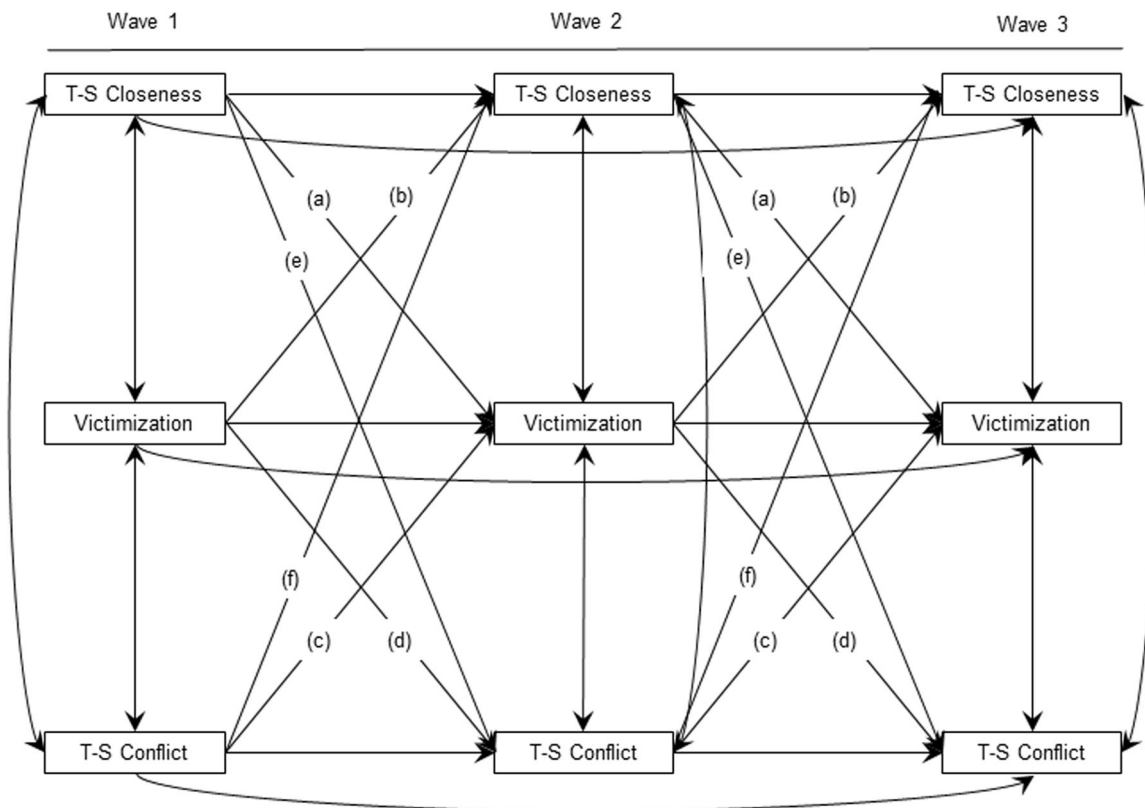 Wave 1 Wave 2 Wave 3
T-S Closeness T-S Closeness T-S Closeness
(a) (b) (a) (b)
(e) (e)
Victimization Victimization Victimization
(f) (f)
(c) (d) (c) (d)
T-S Conflict T-S Conflict T-S Conflict